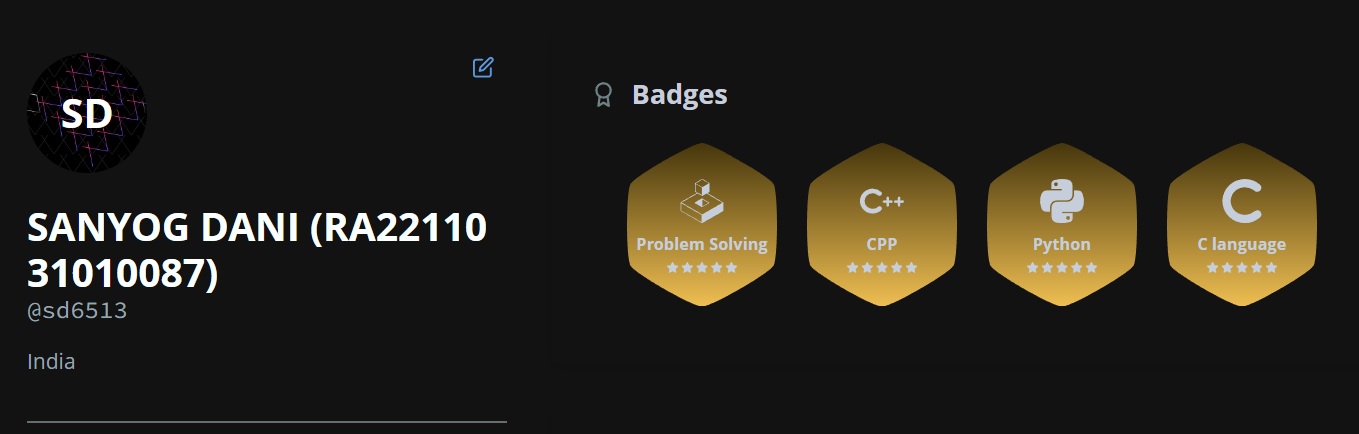 SD
SANYOG DANI (RA22110
31010087)
@sd6513
India
Badges
Problem Solving
C++
CPP
Python
C
C language